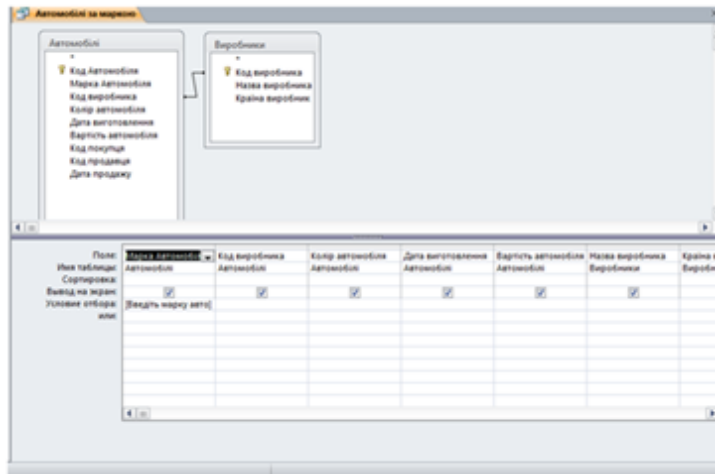 Автомобілі за маркою
Автомобілі
*
Код Автомобіля
Марка Автомобіля
Код виробника
Колір автомобіля
Дата виготовлення
Вартість автомобіля
Код покупця
Код продавця
Дата продажу
Виробники
*
Код виробника
Назва виробника
Країна виробник
Поле: Марка Автомобіл Код виробника Колір автомобіля Дата виготовлення Вартість автомобіля Назва виробника Країна в
Имя таблицы: Автомобілі Автомобілі Автомобілі Автомобілі Автомобілі Виробники Виробн
Сортировка:
Вывод на экран:
Условие отбора: [Введіть марку авто]
или: